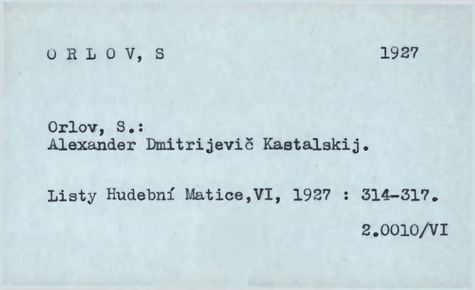 O R L O V, S 1927
Orlov, S.:
Alexander Dmitrijevič Kastalskij.
Listy Hudební Matice,VI, 1927 : 314-317.
2.0010/VI